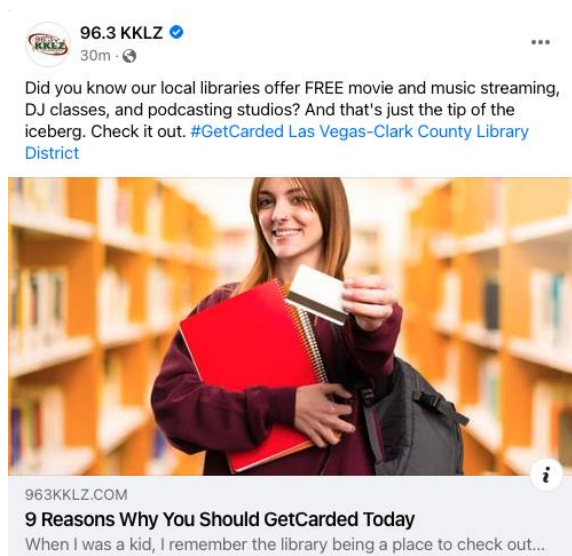 96.3 KKLZ
KKLZ
30m ·
Did you know our local libraries offer FREE movie and music streaming,
DJ classes, and podcasting studios? And that's just the tip of the
iceberg. Check it out. #GetCarded Las Vegas-Clark County Library
District
i
963KKLZ.COM
9 Reasons Why You Should GetCarded Today
When I was a kid, I remember the library being a place to check out...